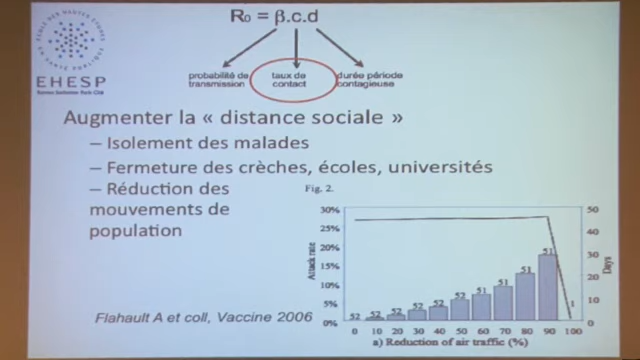 R₀ = β.c.d
probabilité de transmission
taux de contact
durée période contagieuse
EHESP
Augmenter la « distance sociale »
– Isolement des malades
– Fermeture des crèches, écoles, universités
– Réduction des
mouvements de
population
Fig. 2.
30%
25%
20%
15%
10%
5%
0%
Attack rate
50
40
30
20
10
0
Days
52 51 52 52 52 52 51 51 51 51 1
0 10 20 30 40 50 60 70 80 90 100
a) Reduction of air traffic (%)
Flahault A et coll, Vaccine 2006